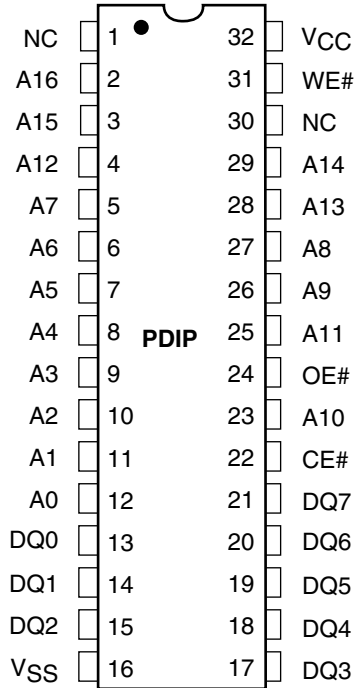 NC 1 32 VCC
A16 2 31 WE#
A15 3 30 NC
A12 4 29 A14
A7 5 28 A13
A6 6 27 A8
A5 7 26 A9
A4 8 PDIP 25 A11
A3 9 24 OE#
A2 10 23 A10
A1 11 22 CE#
A0 12 21 DQ7
DQ0 13 20 DQ6
DQ1 14 19 DQ5
DQ2 15 18 DQ4
VSS 16 17 DQ3